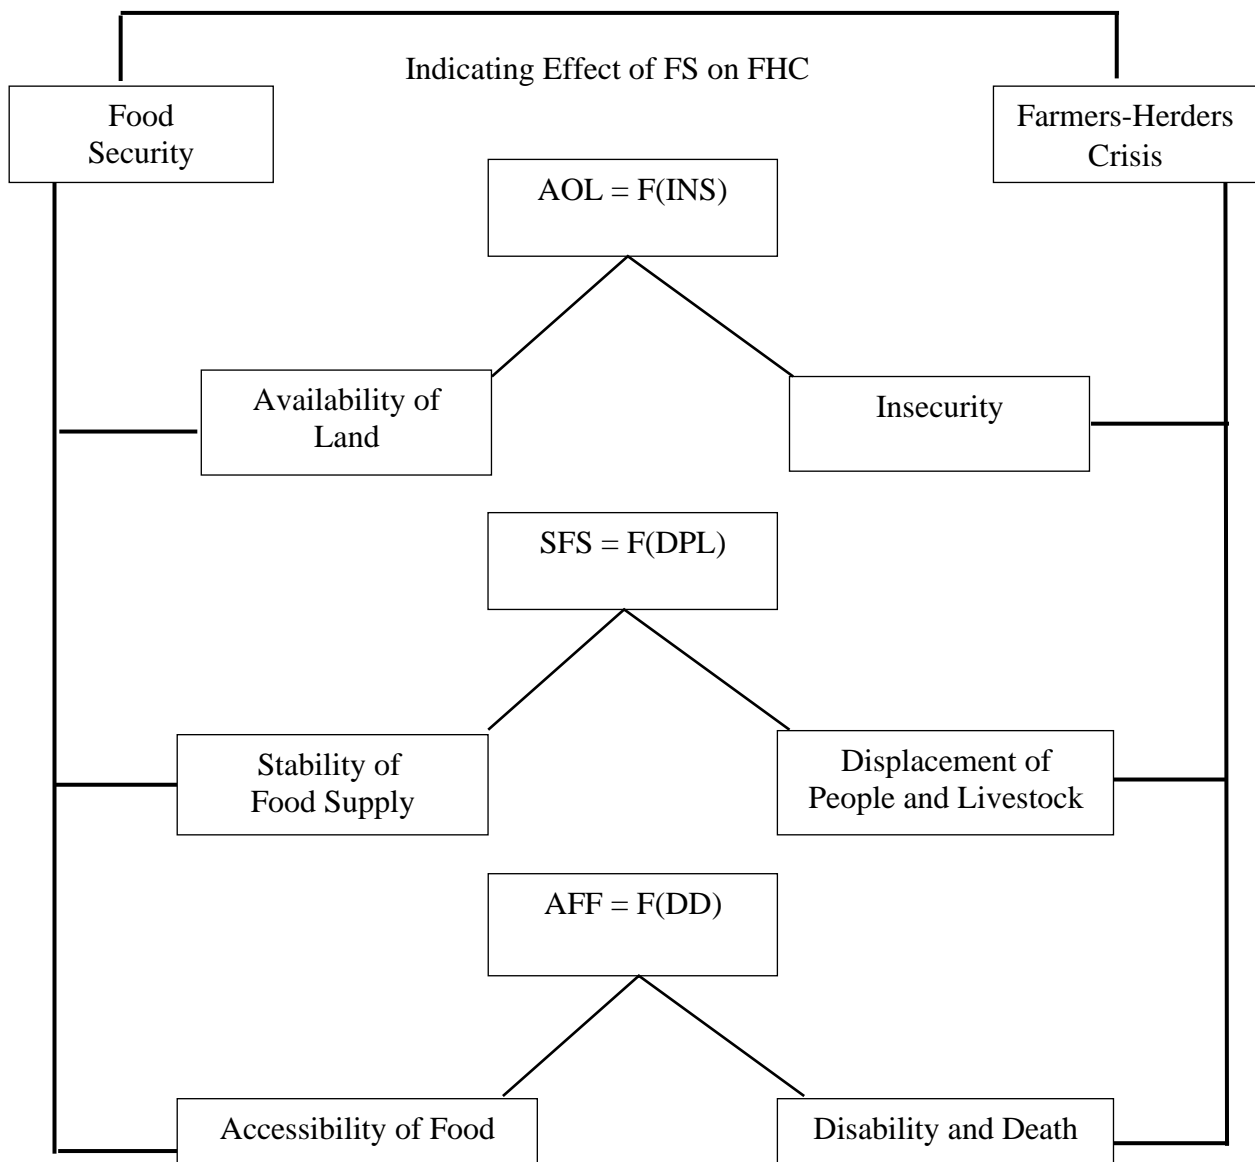 Indicating Effect of FS on FHC
Food
Security
Farmers-Herders
Crisis
AOL = F(INS)
Availability of
Land
Insecurity
SFS = F(DPL)
Stability of
Food Supply
Displacement of
People and Livestock
AFF = F(DD)
Accessibility of Food
Disability and Death